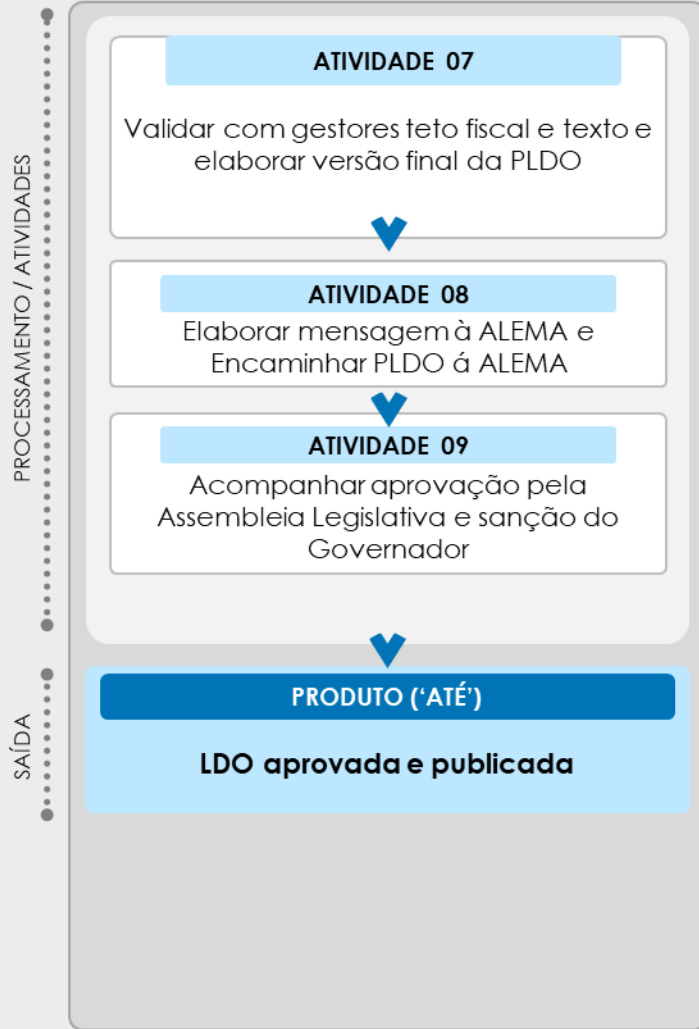 PROCESSAMENTO / ATIVIDADES
ATIVIDADE 07
Validar com gestores teto fiscal e texto e
elaborar versão final da PLDO
ATIVIDADE 08
Elaborar mensagem à ALEMA e
Encaminhar PLDO á ALEMA
ATIVIDADE 09
Acompanhar aprovação pela
Assembleia Legislativa e sanção do
Governador
SAÍDA
PRODUTO (‘ATÉ’)
LDO aprovada e publicada